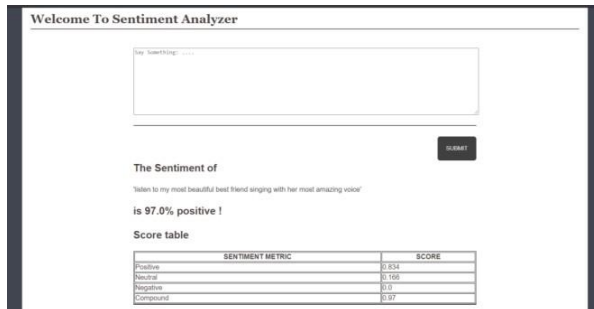 Welcome To Sentiment Analyzer
Say Something: ....
SUBMIT
The Sentiment of
'listen to my most beautiful best friend singing with her most amazing voice'
is 97.0% positive !
Score table
SENTIMENT METRIC SCORE
Positive 0.834
Neutral 0.166
Negative 0.0
Compound 0.97